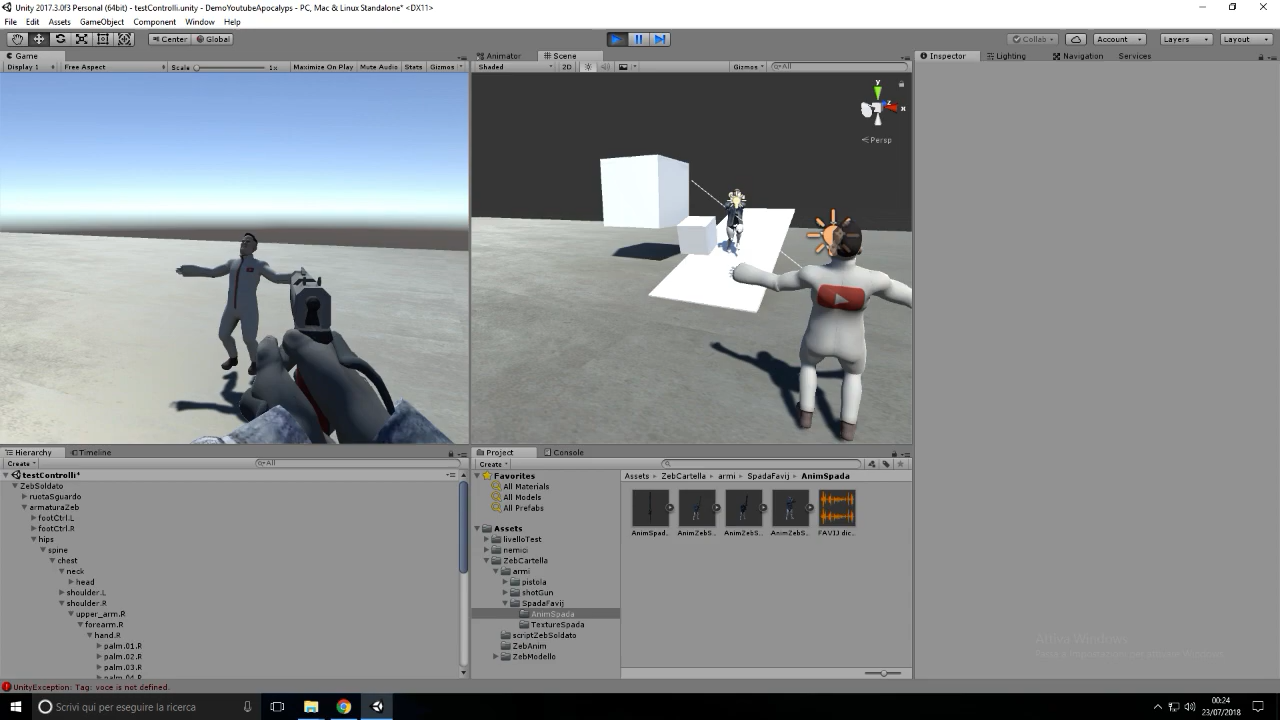 Unity 2017.3.0f3 Personal (64bit) - testControlli.unity - DemoYoutubeApocalyps - PC, Mac & Linux Standalone* <DX11>
File Edit Assets GameObject Component Window Help
Center Global Collab Account Layers Layout
Game Animator Scene Inspector Lighting Navigation Services
Display 1 Free Aspect Scale 1x Maximize On Play Mute Audio Stats Gizmos Shaded 2D Gizmos All
y
z
x
Persp
Hierarchy Timeline Project Console
Create All Create
testControlli*
ZebSoldato
ruotaSguardo
armaturaZeb
footCtrl.L
footCtrl.R
hips
spine
chest
neck
head
shoulder.L
shoulder.R
upper_arm.R
forearm.R
hand.R
palm.01.R
palm.02.R
palm.03.R
palm.04.R
Favorites
All Materials
All Models
All Prefabs
Assets
livelloTest
nemici
ZebCartella
armi
pistola
shotGun
SpadaFavij
AnimSpada
TextureSpada
scriptZebSoldato
ZebAnim
ZebModello
Assets ZebCartella armi SpadaFavij AnimSpada
AnimSpad... AnimZebS... AnimZebS... AnimZebS... FAVIJ dic...
Attiva Windows
UnityException: Tag: voce is not defined.
Scrivi qui per eseguire la ricerca
00:24
23/07/2018